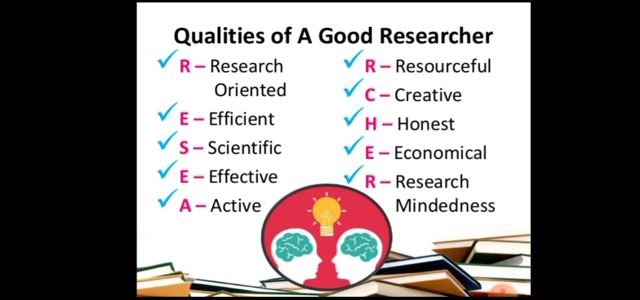 Qualities of A Good Researcher
R – Research
Oriented
E – Efficient
S – Scientific
E – Effective
A – Active
R – Resourceful
C – Creative
H – Honest
E – Economical
R – Research
Mindedness